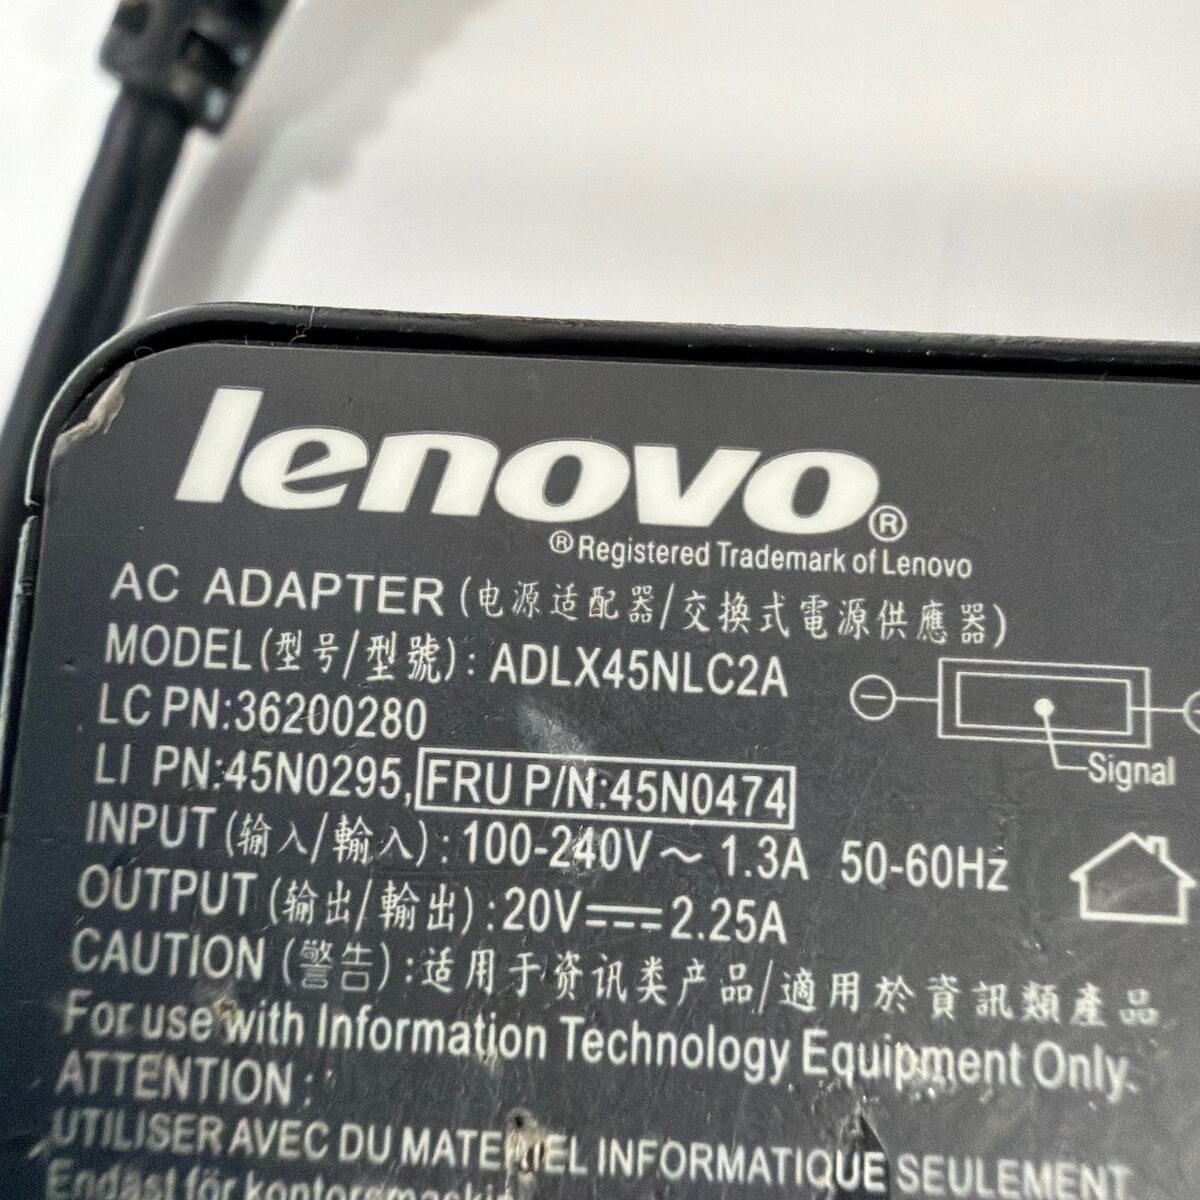 lenovo®
®Registered Trademark of Lenovo
AC ADAPTER (电源适配器/交換式電源供應器)
MODEL(型号/型號): ADLX45NLC2A
LC PN:36200280
LI PN:45N0295, FRU P/N:45N0474
Signal
INPUT (输入/輸入) : 100-240V~ 1.3A 50-60Hz
OUTPUT (输出/輸出) :20V⎓2.25A
CAUTION (警告) :适用于资讯类产品/適用於資訊類產品
For use with Information Technology Equipment Only.
ATTENTION :
UTILISER AVEC DU MATERIEL INFORMATIQUE SEULEMENT
Endast för kontorsmaskin